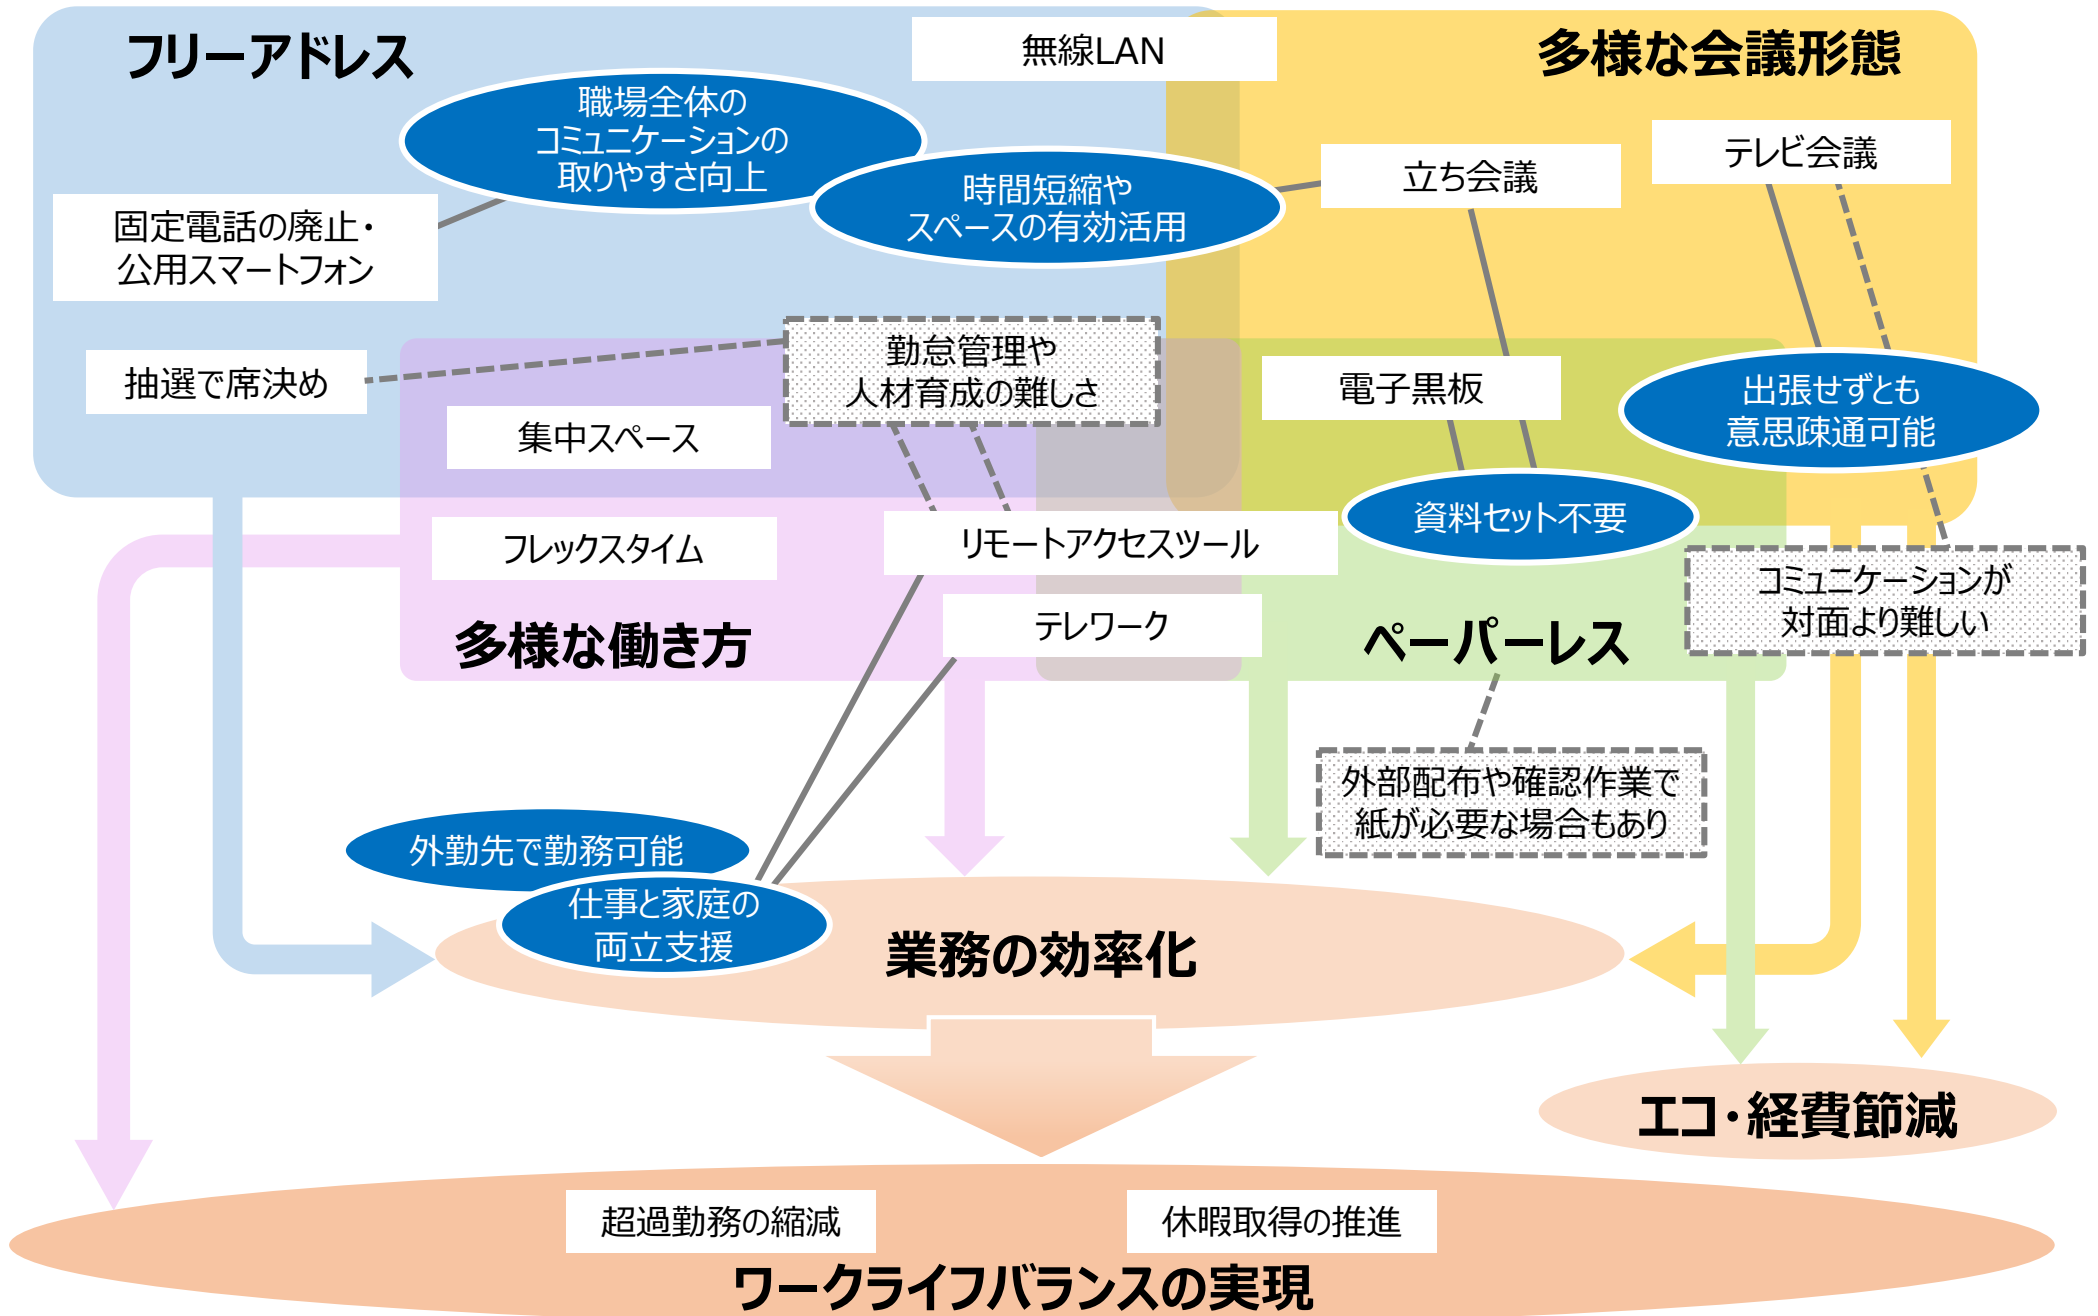 フリーアドレス
無線LAN
多様な会議形態
職場全体の
コミュニケーションの
取りやすさ向上
時間短縮や
スペースの有効活用
立ち会議
テレビ会議
固定電話の廃止・
公用スマートフォン
抽選で席決め
勤怠管理や
人材育成の難しさ
電子黒板
出張せずとも
意思疎通可能
集中スペース
資料セット不要
フレックスタイム
リモートアクセスツール
テレワーク
多様な働き方
ペーパーレス
コミュニケーションが
対面より難しい
外部配布や確認作業で
紙が必要な場合もあり
外勤先で勤務可能
仕事と家庭の
両立支援
業務の効率化
エコ・経費節減
超過勤務の縮減
休暇取得の推進
ワークライフバランスの実現